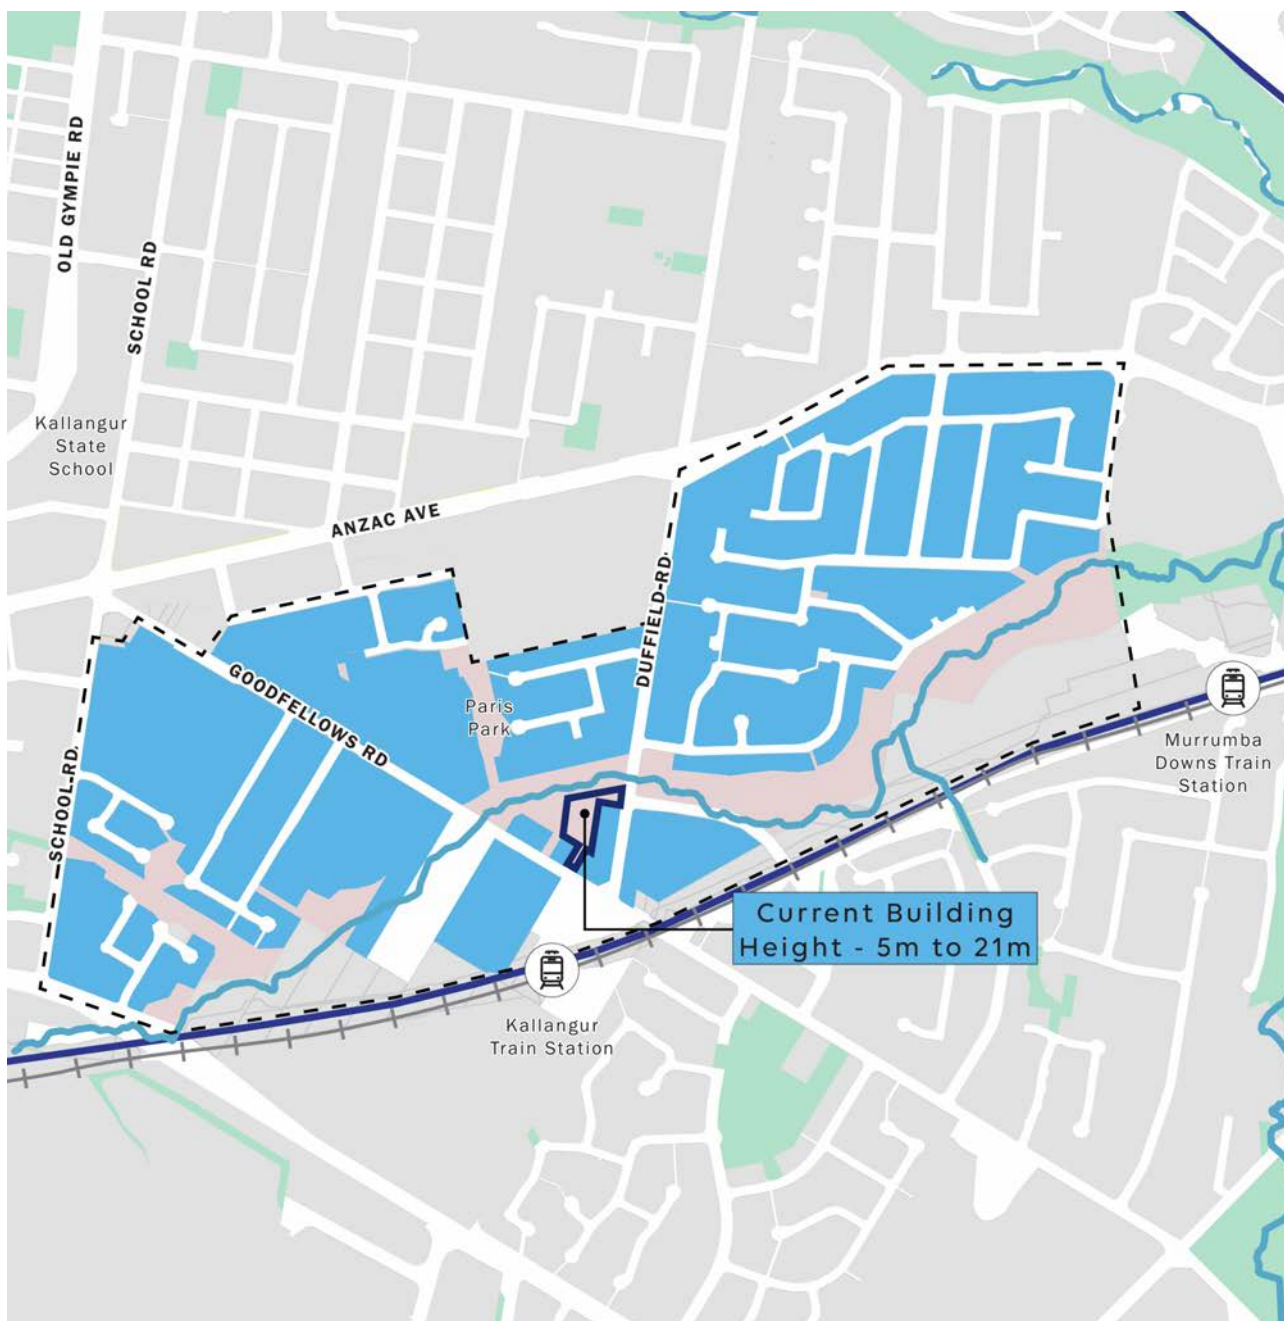 OLD GYMPIE RD
SCHOOL RD
Kallangur
State
School
ANZAC AVE
DUFFIELD RD
GOODFELLOWS RD
Paris
Park
SCHOOL RD
Murrumba
Downs Train
Station
Current Building
Height - 5m to 21m
Kallangur
Train Station